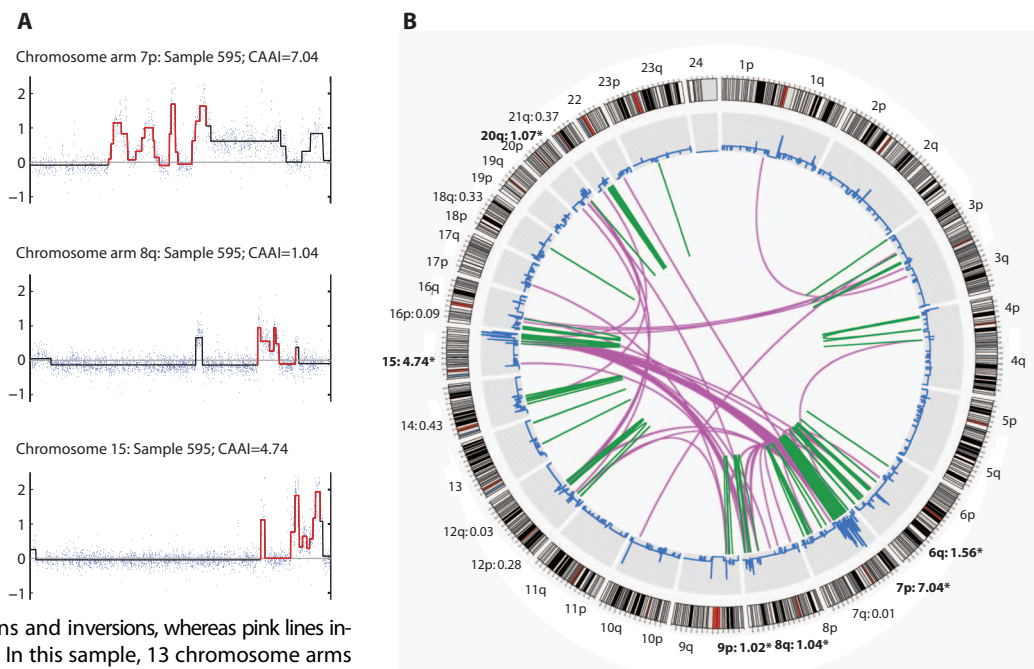 A
Chromosome arm 7p: Sample 595; CAAI=7.04
2
1
0
−1
Chromosome arm 8q: Sample 595; CAAI=1.04
2
1
0
−1
Chromosome 15: Sample 595; CAAI=4.74
2
1
0
−1
ns and inversions, whereas pink lines in-
In this sample, 13 chromosome arms
B
1p
1q
2p
2q
3p
3q
4p
4q
5p
5q
6p
6q: 1.56*
7p: 7.04*
7q: 0.01
8p
8q: 1.04*
9p: 1.02*
9q
10p
10q
11p
11q
12p: 0.28
12q: 0.03
13
14: 0.43
15: 4.74*
16p: 0.09
16q
17p
17q
18p
18q: 0.33
19p
19q
20p
20q: 1.07*
21q: 0.37
22
23p
23q
24